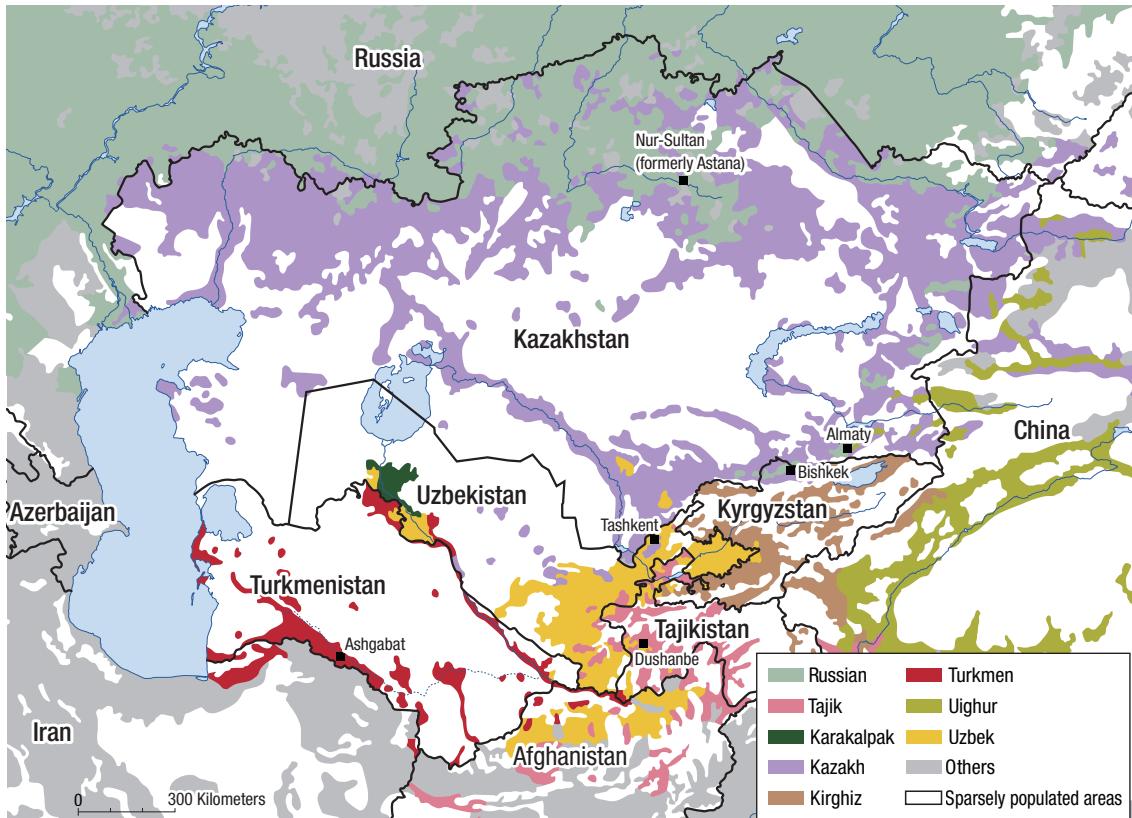 Russia
Nur-Sultan
(formerly Astana)
Kazakhstan
Almaty
China
Bishkek
Uzbekistan
Kyrgyzstan
Azerbaijan
Tashkent
Turkmenistan
Tajikistan
Ashgabat
Dushanbe
Iran
Afghanistan
0
300 Kilometers
Russian
Tajik
Karakalpak
Kazakh
Kirghiz
Turkmen
Uighur
Uzbek
Others
Sparsely populated areas